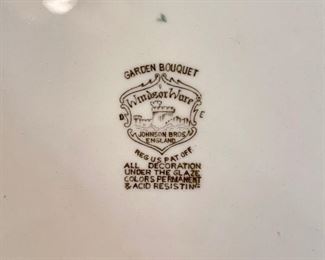 GARDEN BOUQUET
Windsor Ware
D E
JOHNSON BROS
ENGLAND
REG US PAT OFF
ALL DECORATION
UNDER THE GLAZE
COLORS PERMANENT
& ACID RESISTING